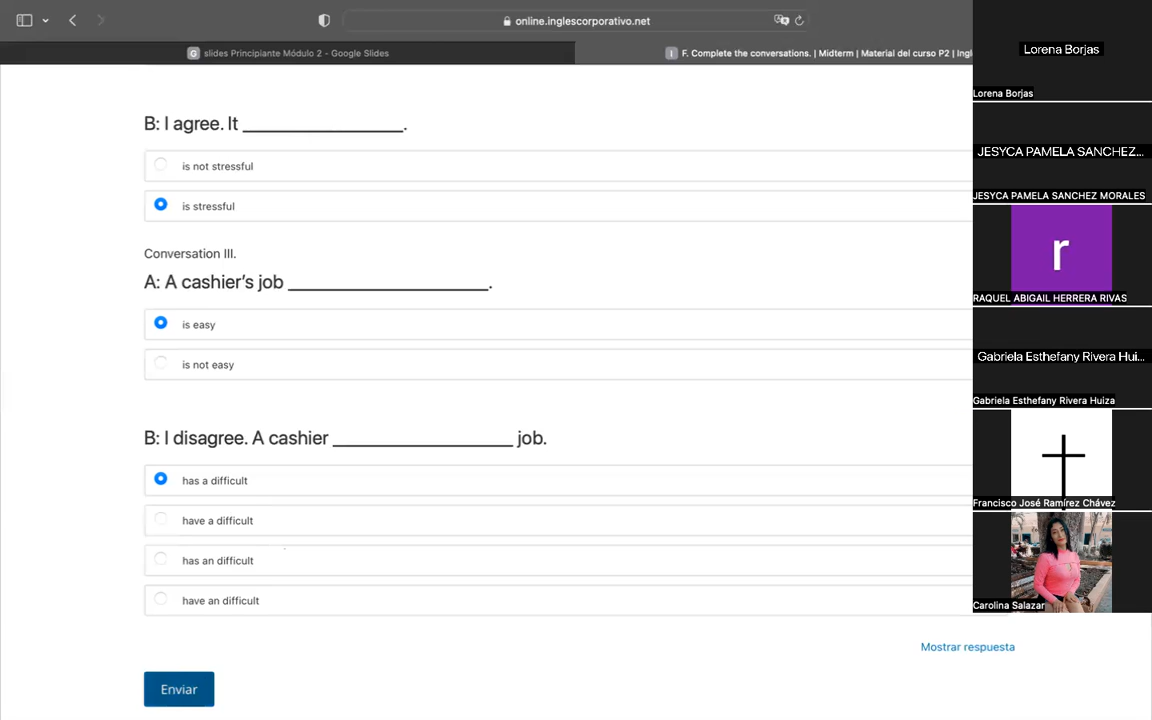 online.inglescorporativo.net
G slides Principiante Módulo 2 - Google Slides
I F. Complete the conversations. | Midterm | Material del curso P2 | Ingl
B: I agree. It _________________.
is not stressful
is stressful
Conversation III.
A: A cashier's job _____________________.
is easy
is not easy
B: I disagree. A cashier ___________________ job.
has a difficult
have a difficult
has an difficult
have an difficult
Mostrar respuesta
Enviar
Lorena Borjas
Lorena Borjas
JESYCA PAMELA SANCHEZ...
JESYCA PAMELA SANCHEZ MORALES
r
RAQUEL ABIGAIL HERRERA RIVAS
Gabriela Esthefany Rivera Hui...
Gabriela Esthefany Rivera Huiza
Francisco José Ramírez Chávez
Carolina Salazar